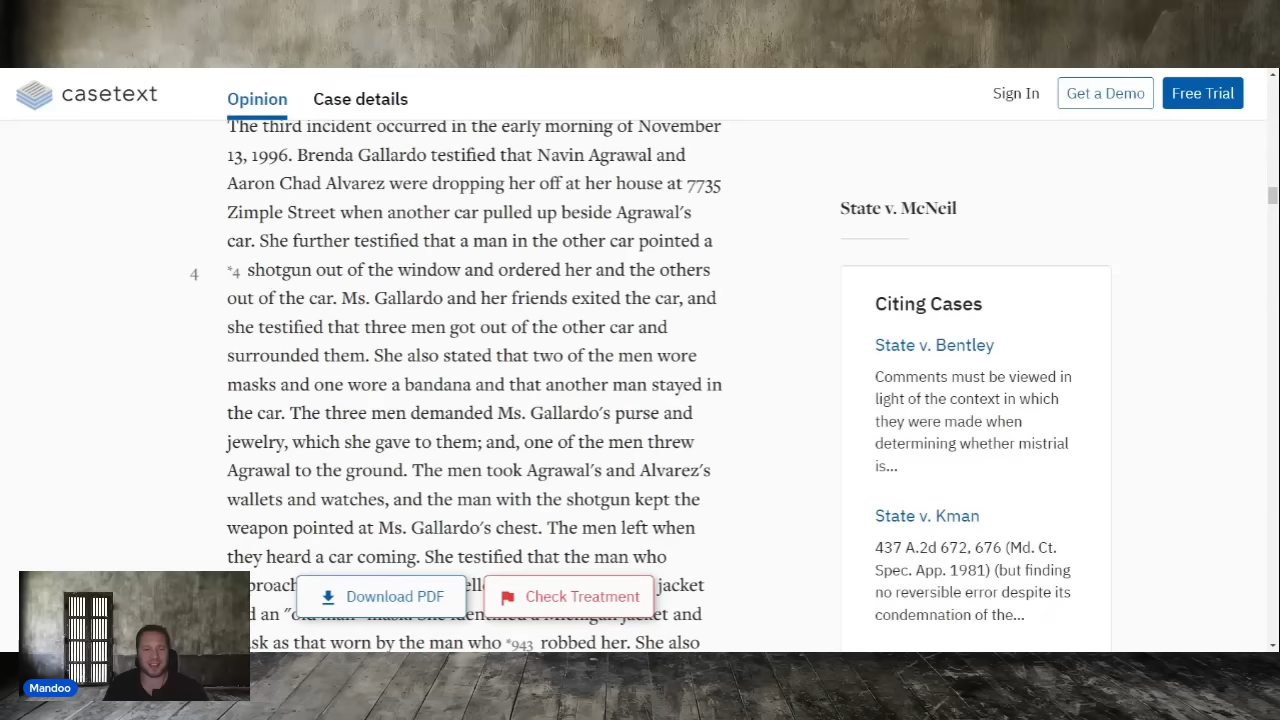 casetext
Opinion
Case details
Sign In
Get a Demo
Free Trial
The third incident occurred in the early morning of November
13, 1996. Brenda Gallardo testified that Navin Agrawal and
Aaron Chad Alvarez were dropping her off at her house at 7735
Zimple Street when another car pulled up beside Agrawal's
car. She further testified that a man in the other car pointed a
4 *4 shotgun out of the window and ordered her and the others
out of the car. Ms. Gallardo and her friends exited the car, and
she testified that three men got out of the other car and
surrounded them. She also stated that two of the men wore
masks and one wore a bandana and that another man stayed in
the car. The three men demanded Ms. Gallardo's purse and
jewelry, which she gave to them; and, one of the men threw
Agrawal to the ground. The men took Agrawal's and Alvarez's
wallets and watches, and the man with the shotgun kept the
weapon pointed at Ms. Gallardo's chest. The men left when
they heard a car coming. She testified that the man who
jacket
and
as that worn by the man who *943 robbed her. She also
Download PDF
Check Treatment
State v. McNeil
Citing Cases
State v. Bentley
Comments must be viewed in
light of the context in which
they were made when
determining whether mistrial
is...
State v. Kman
437 A.2d 672, 676 (Md. Ct.
Spec. App. 1981) (but finding
no reversible error despite its
condemnation of the...
Mandoo